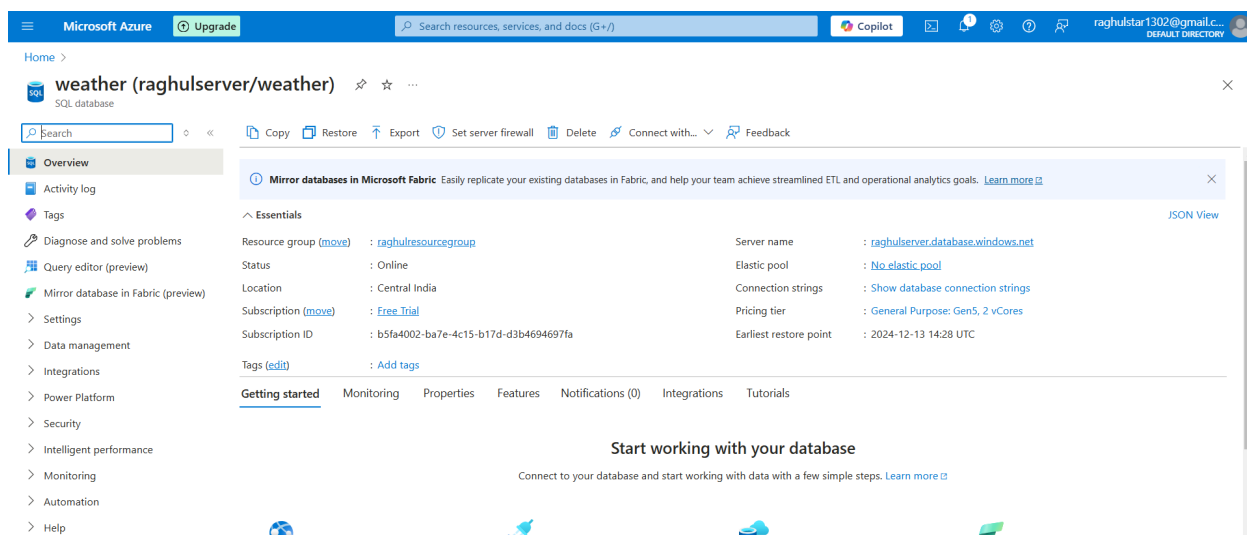 Microsoft Azure
Upgrade
Search resources, services, and docs (G+/)
Copilot
1
raghulstar1302@gmail.c...
DEFAULT DIRECTORY
Home >
SQL
weather (raghulserver/weather)
SQL database
Search
Copy
Restore
Export
Set server firewall
Delete
Connect with...
Feedback
Overview
Activity log
Tags
Diagnose and solve problems
Query editor (preview)
Mirror database in Fabric (preview)
Settings
Data management
Integrations
Power Platform
Security
Intelligent performance
Monitoring
Automation
Help
Mirror databases in Microsoft Fabric Easily replicate your existing databases in Fabric, and help your team achieve streamlined ETL and operational analytics goals. Learn more
Essentials
JSON View
Resource group (move) : raghulresourcegroup
Status : Online
Location : Central India
Subscription (move) : Free Trial
Subscription ID : b5fa4002-ba7e-4c15-b17d-d3b4694697fa
Server name : raghulserver.database.windows.net
Elastic pool : No elastic pool
Connection strings : Show database connection strings
Pricing tier : General Purpose: Gen5, 2 vCores
Earliest restore point : 2024-12-13 14:28 UTC
Tags (edit) : Add tags
Getting started Monitoring Properties Features Notifications (0) Integrations Tutorials
Start working with your database
Connect to your database and start working with data with a few simple steps. Learn more